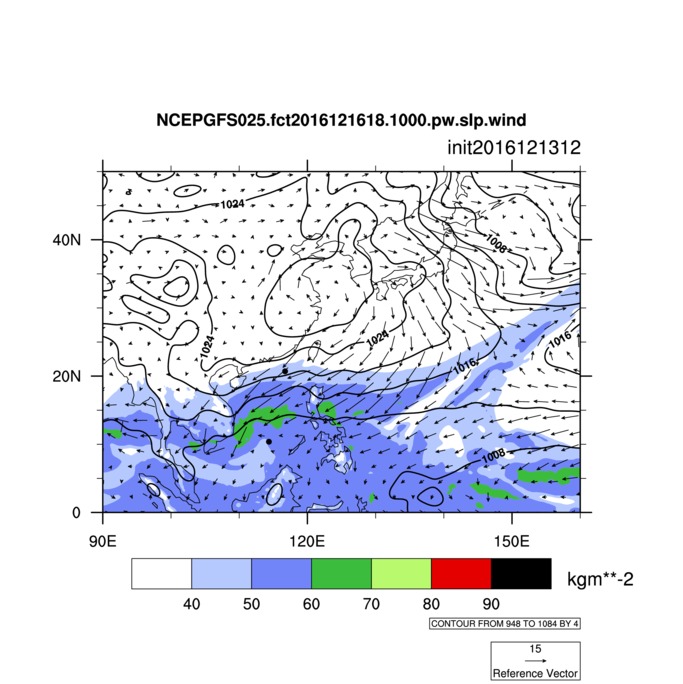 NCEPGFS025.fct2016121618.1000.pw.slp.wind
init2016121312
1024
1008
40N
1024
1024
1016
1016
20N
1008
0
90E 120E 150E
kgm**-2
40 50 60 70 80 90
CONTOUR FROM 948 TO 1084 BY 4
15
Reference Vector